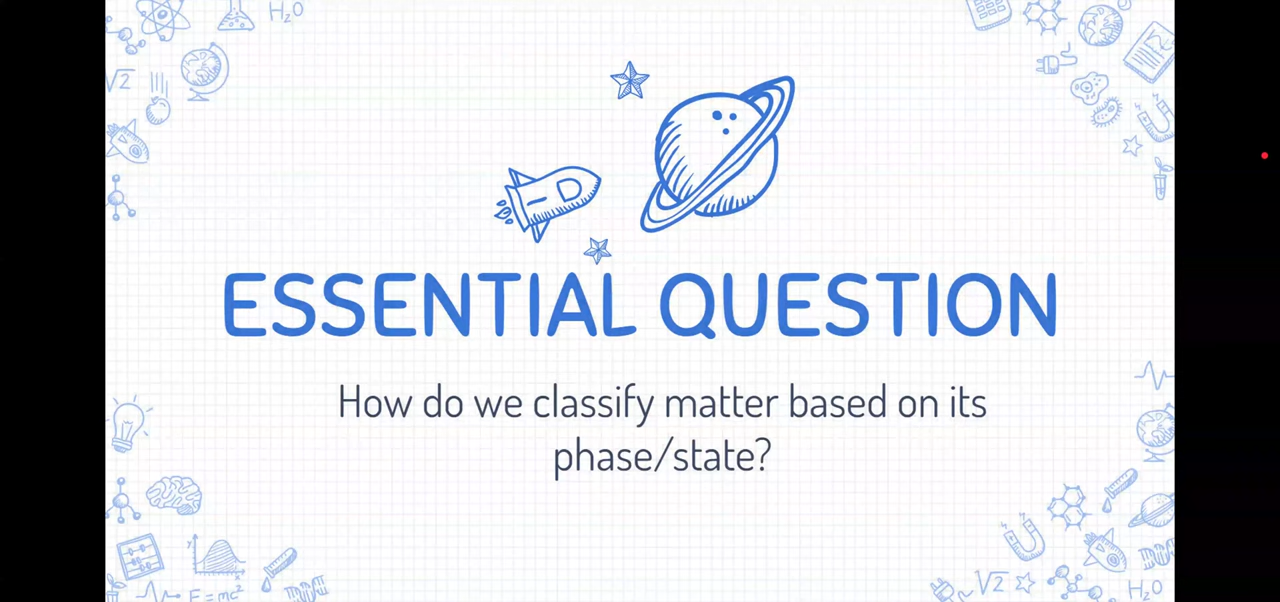 H₂O
√2
ESSENTIAL QUESTION
How do we classify matter based on its
phase/state?
y
x
E=mc²
√2
H₂O